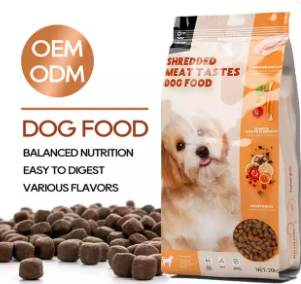 OEM
ODM
DOG FOOD
BALANCED NUTRITION
EASY TO DIGEST
VARIOUS FLAVORS
SHREDDED
MEAT TASTES
DOG FOOD